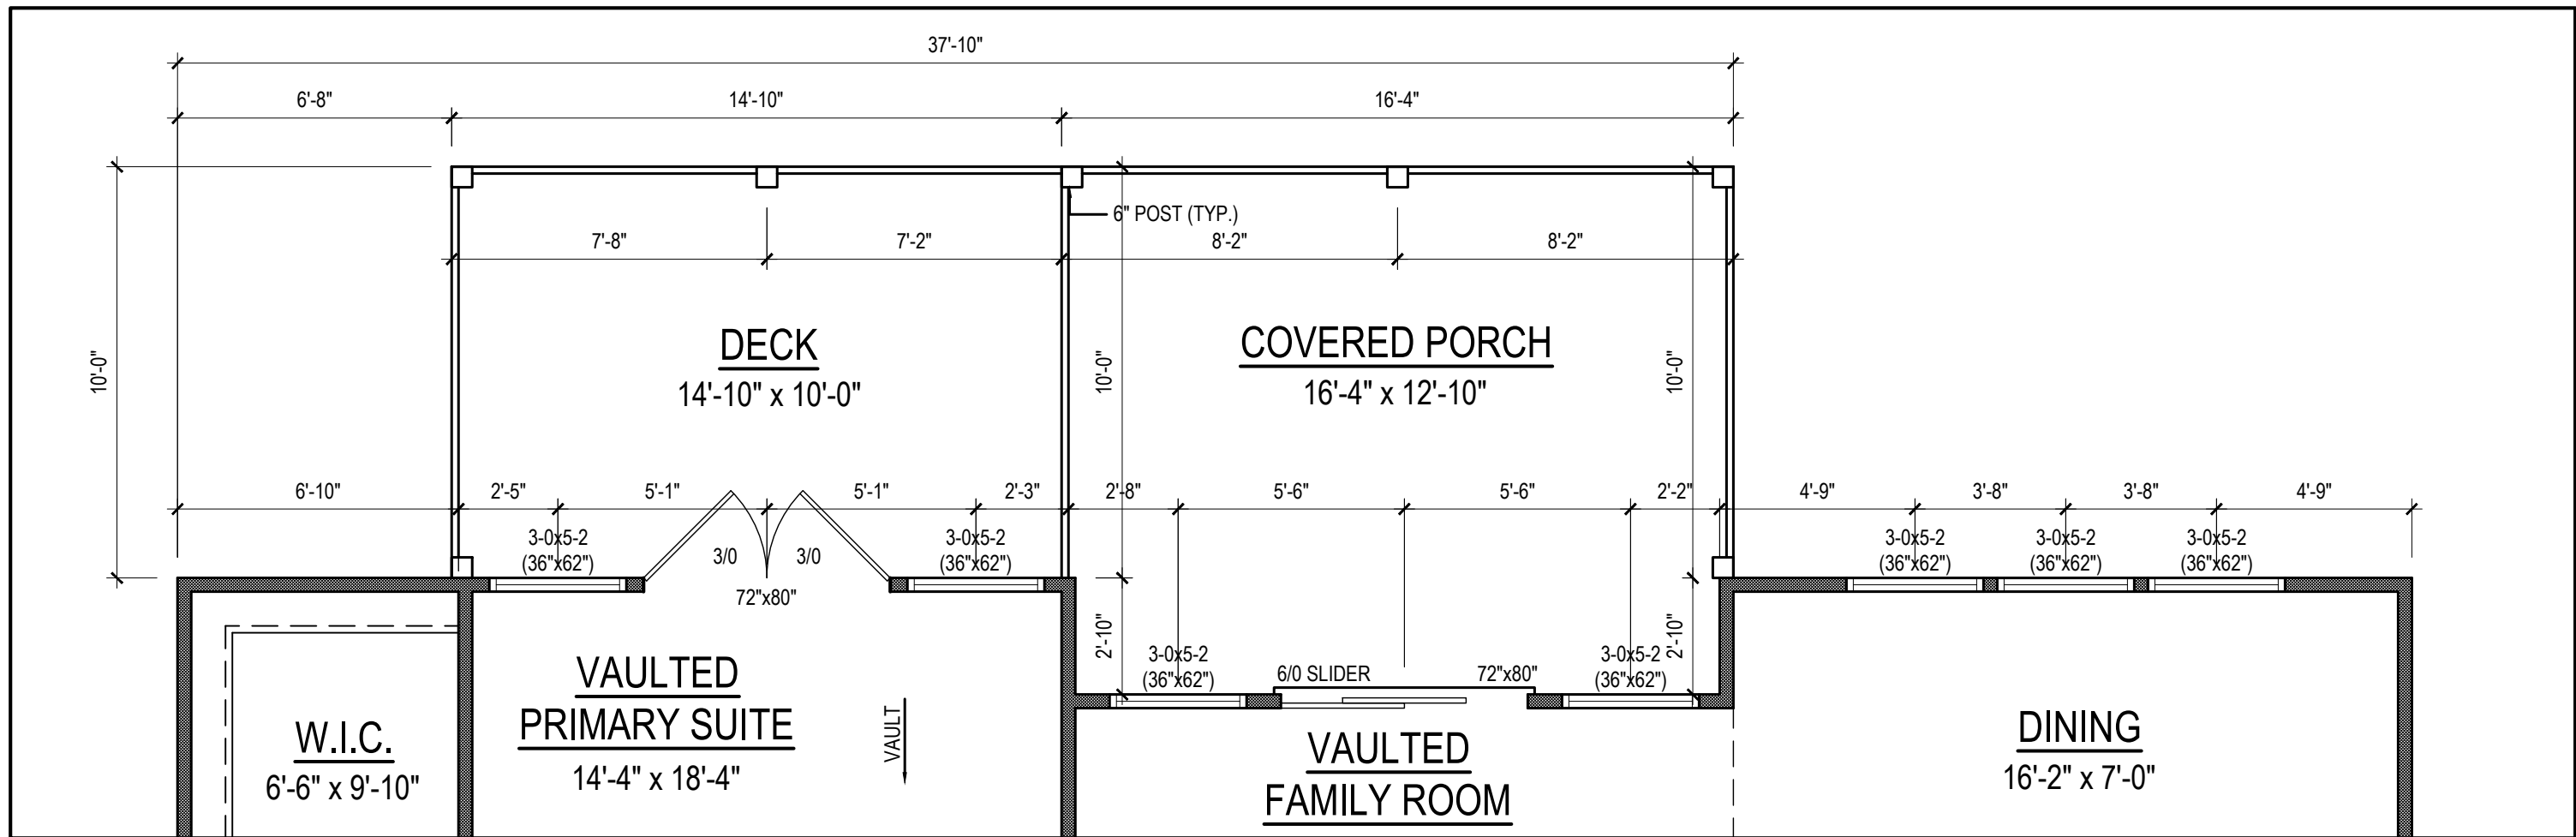 37'-10"
6'-8" 14'-10" 16'-4"
6" POST (TYP.)
7'-8" 7'-2" 8'-2" 8'-2"
DECK
14'-10" x 10'-0"
COVERED PORCH
16'-4" x 12'-10"
10'-0" 10'-0" 10'-0"
6'-10" 2'-5" 5'-1" 5'-1" 2'-3" 2'-8" 5'-6" 5'-6" 2'-2" 4'-9" 3'-8" 3'-8" 4'-9"
3-0x5-2
(36"x62")
3/0 3/0
72"x80"
3-0x5-2
(36"x62")
3-0x5-2
(36"x62")
3-0x5-2
(36"x62")
3-0x5-2
(36"x62")
2'-10" 2'-10"
3-0x5-2
(36"x62")
6/0 SLIDER 72"x80"
3-0x5-2
(36"x62")
W.I.C.
6'-6" x 9'-10"
VAULTED
PRIMARY SUITE
14'-4" x 18'-4"
VAULT
VAULTED
FAMILY ROOM
DINING
16'-2" x 7'-0"